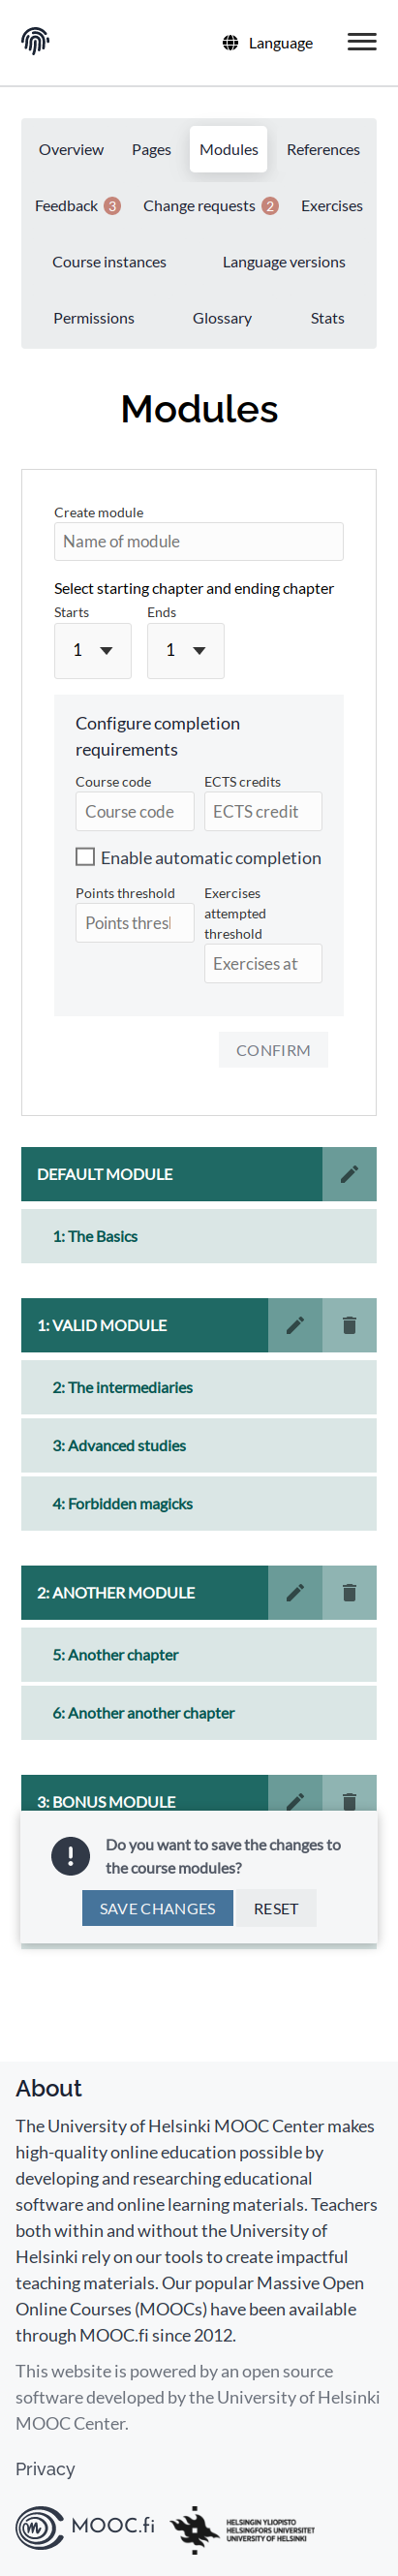 Language
Overview Pages Modules References
Feedback 3 Change requests 2 Exercises
Course instances Language versions
Permissions Glossary Stats
Modules
Create module
Name of module
Select starting chapter and ending chapter
Starts Ends
1 1
Configure completion
requirements
Course code ECTS credits
Course code ECTS credit
Enable automatic completion
Points threshold Exercises
attempted
threshold
Points thresl
Exercises at
CONFIRM
DEFAULT MODULE
1: The Basics
1: VALID MODULE
2: The intermediaries
3: Advanced studies
4: Forbidden magicks
2: ANOTHER MODULE
5: Another chapter
6: Another another chapter
3: BONUS MODULE
Do you want to save the changes to
the course modules?
SAVE CHANGES RESET
About
The University of Helsinki MOOC Center makes
high-quality online education possible by
developing and researching educational
software and online learning materials. Teachers
both within and without the University of
Helsinki rely on our tools to create impactful
teaching materials. Our popular Massive Open
Online Courses (MOOCs) have been available
through MOOC.fi since 2012.
This website is powered by an open source
software developed by the University of Helsinki
MOOC Center.
Privacy
MOOC.fi
HELSINGIN YLIOPISTO
HELSINGFORS UNIVERSITET
UNIVERSITY OF HELSINKI